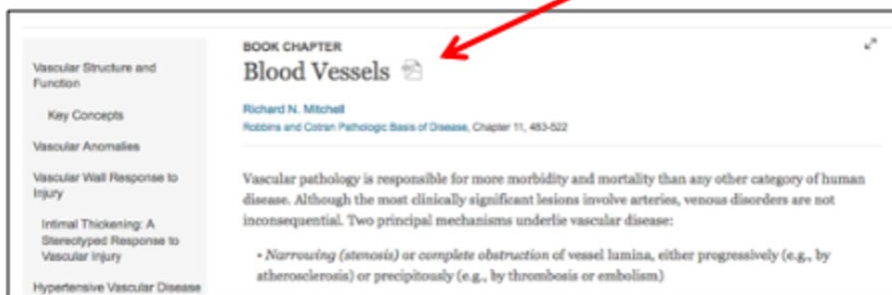 Vascular Structure and
Function
Key Concepts
Vascular Anomalies
Vascular Wall Response to
Injury
Intimal Thickening: A
Stereotyped Response to
Vascular Injury
Hypertensive Vascular Disease
BOOK CHAPTER
Blood Vessels
Richard N. Mitchell
Robbins and Cotran Pathologic Basis of Disease, Chapter 11, 483-522
Vascular pathology is responsible for more morbidity and mortality than any other category of human
disease. Although the most clinically significant lesions involve arteries, venous disorders are not
inconsequential. Two principal mechanisms underlie vascular disease:
• Narrowing (stenosis) or complete obstruction of vessel lumina, either progressively (e.g., by
atherosclerosis) or precipitously (e.g., by thrombosis or embolism)